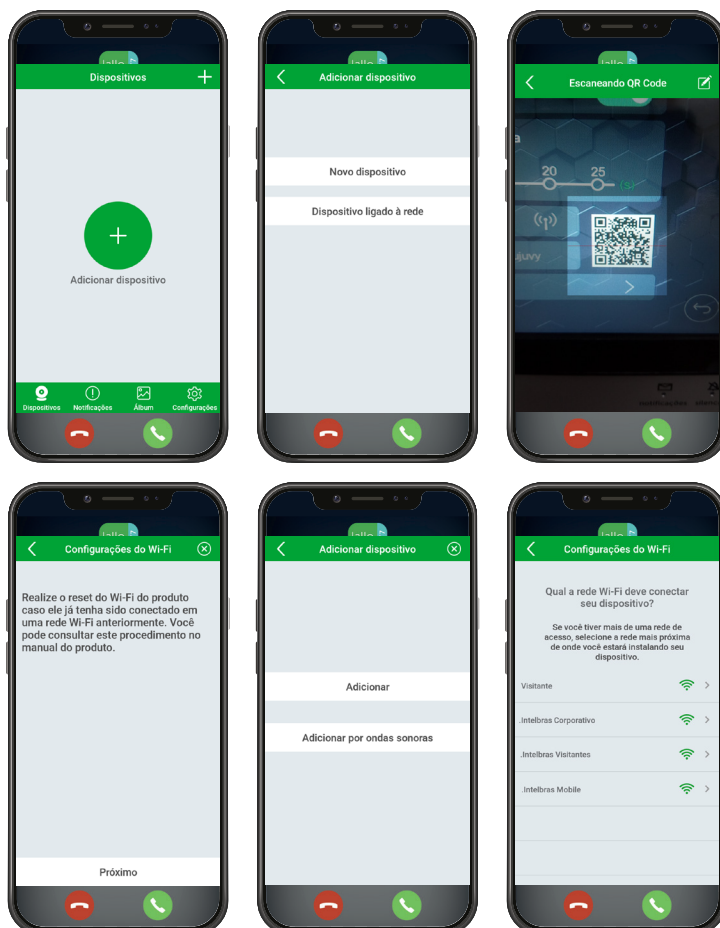 Dispositivos
Adicionar dispositivo
Dispositivos
Notificações
Álbum
Configurações
Adicionar dispositivo
Novo dispositivo
Dispositivo ligado à rede
Escaneando QR Code
a
20
25
(s)
ujuvy
Configurações do Wi-Fi
Realize o reset do Wi-Fi do produto
caso ele já tenha sido conectado em
uma rede Wi-Fi anteriormente. Você
pode consultar este procedimento no
manual do produto.
Próximo
Adicionar dispositivo
Adicionar
Adicionar por ondas sonoras
Configurações do Wi-Fi
Qual a rede Wi-Fi deve conectar
seu dispositivo?
Se você tiver mais de uma rede de
acesso, selecione a rede mais próxima
de onde você estará instalando seu
dispositivo.
Visitante
.Intelbras Corporativo
.Intelbras Visitantes
.Intelbras Mobile